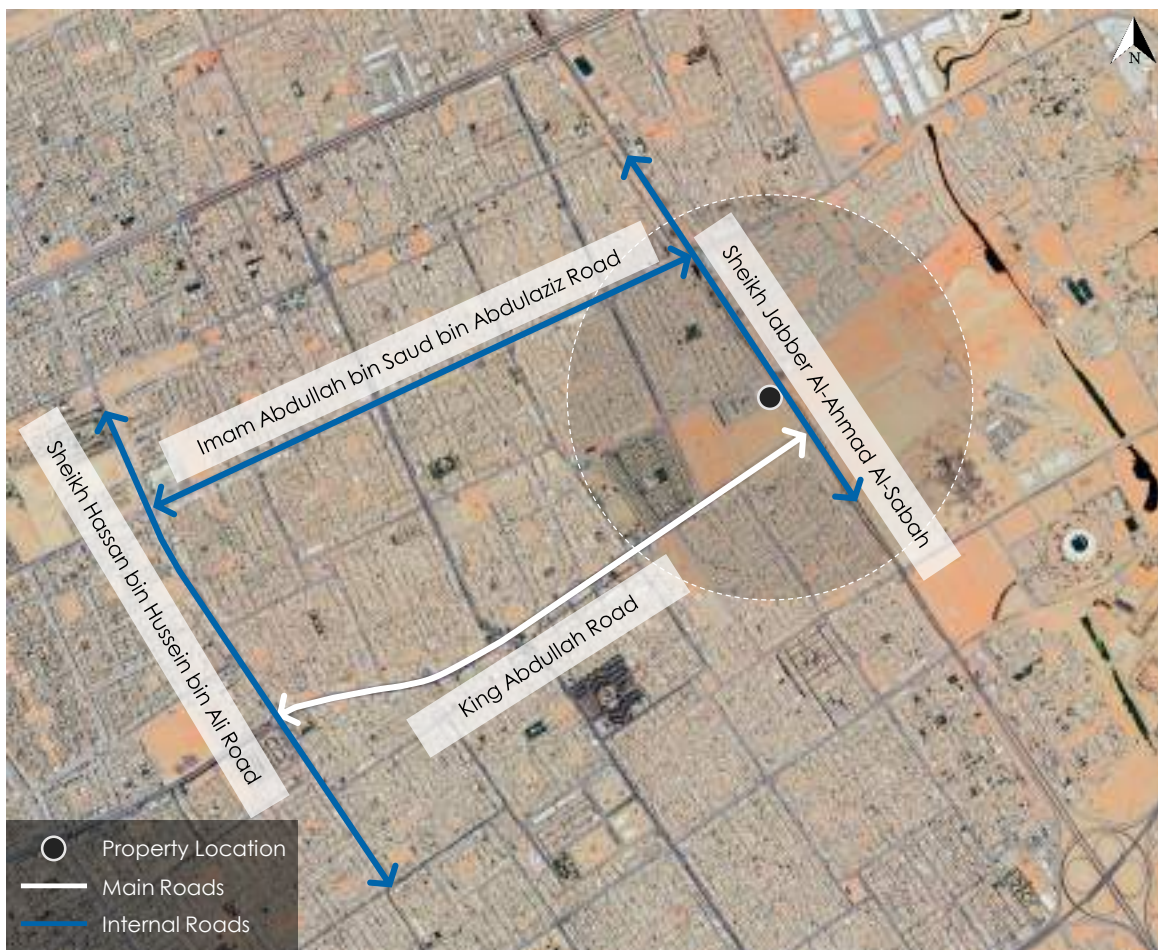 N
Imam Abdullah bin Saud bin Abdulaziz Road
Sheikh Jabber Al-Ahmad Al-Sabah
Sheikh Hassan bin Hussein bin Ali Road
King Abdullah Road
Property Location
Main Roads
Internal Roads